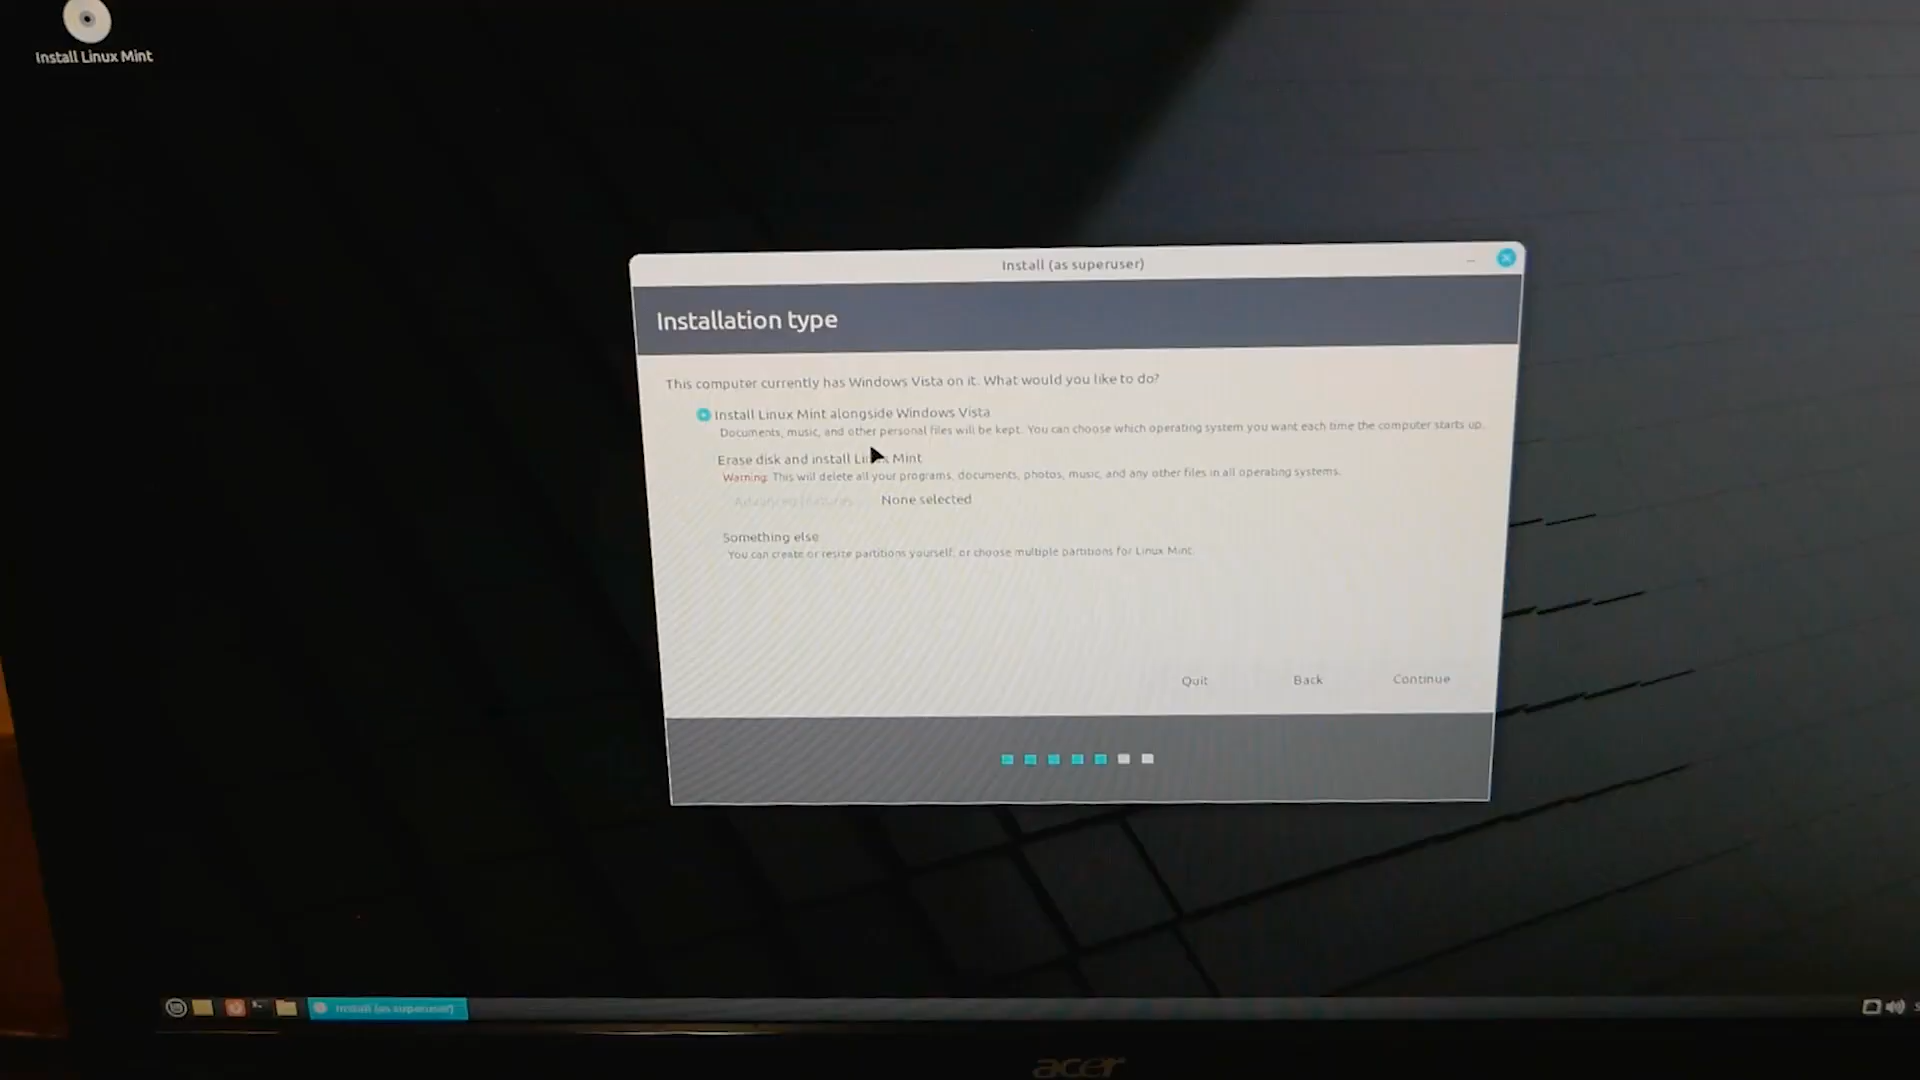 Install Linux Mint
Install (as superuser)
Installation type
This computer currently has Windows Vista on it. What would you like to do?
Install Linux Mint alongside Windows Vista
Documents, music, and other personal files will be kept. You can choose which operating system you want each time the computer starts up.
Erase disk and install Linux Mint
Warning: This will delete all your programs, documents, photos, music, and any other files in all operating systems.
Advanced features... None selected
Something else
You can create or resize partitions yourself, or choose multiple partitions for Linux Mint.
Quit Back Continue
Install (as superuser)
acer